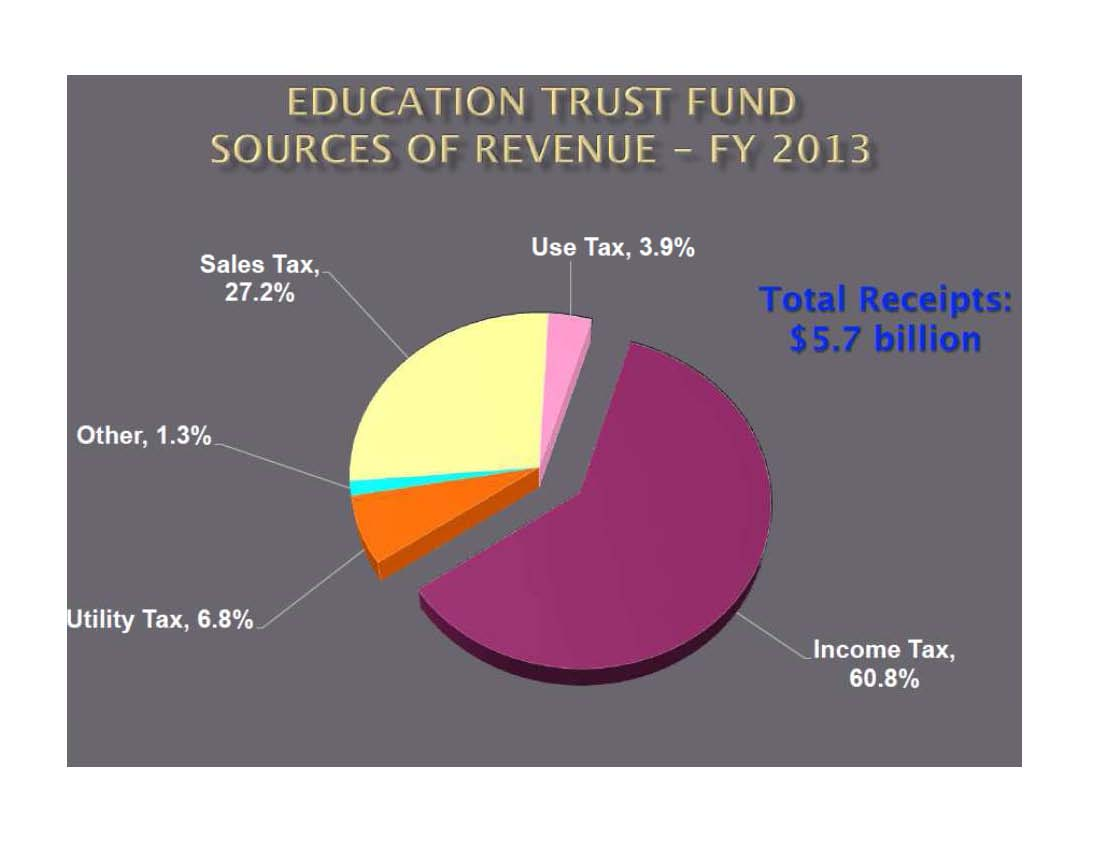 EDUCATION TRUST FUND
SOURCES OF REVENUE – FY 2013
Use Tax, 3.9%
Sales Tax,
27.2%
Total Receipts:
$5.7 billion
Other, 1.3%
Utility Tax, 6.8%
Income Tax,
60.8%